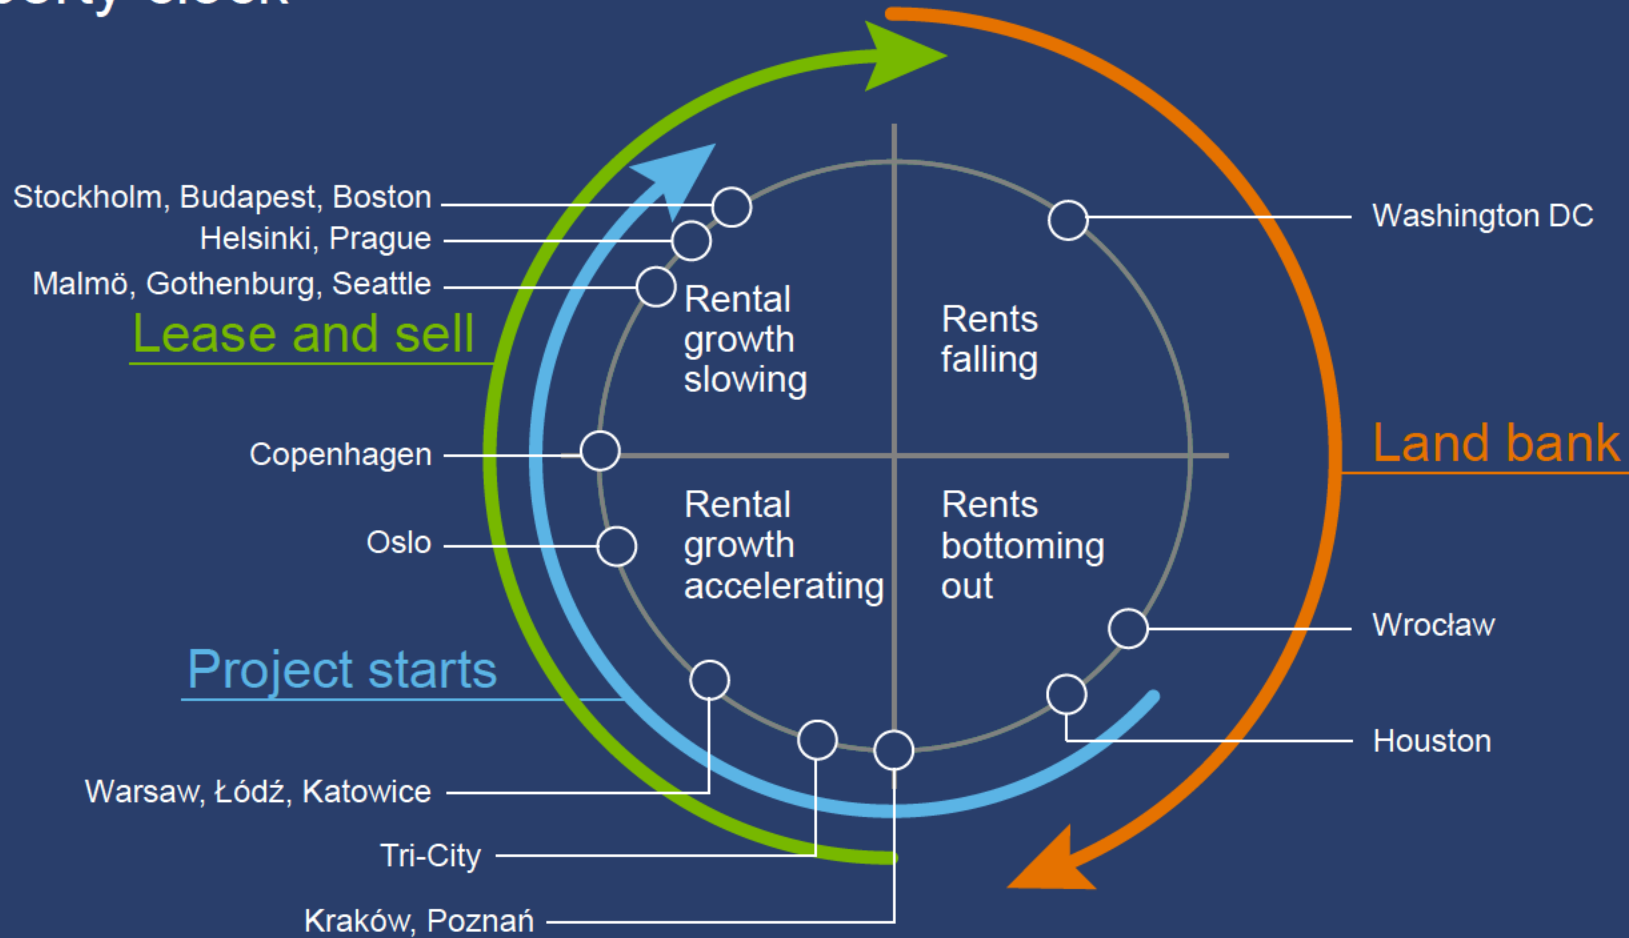 clock
Stockholm, Budapest, Boston
Helsinki, Prague
Malmö, Gothenburg, Seattle
Lease and sell
Copenhagen
Oslo
Project starts
Warsaw, Łódź, Katowice
Tri-City
Kraków, Poznań
Rental
growth
slowing
Rents
falling
Rental
growth
accelerating
Rents
bottoming
out
Washington DC
Land bank
Wrocław
Houston